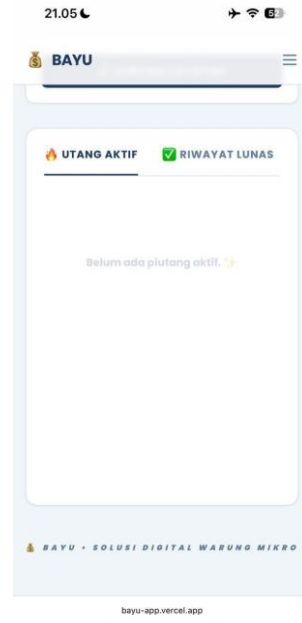 21.05
52
BAYU
UTANG AKTIF
RIWAYAT LUNAS
Belum ada piutang aktif.
BAYU • SOLUSI DIGITAL WARUNG MIKRO
bayu-app.vercel.app